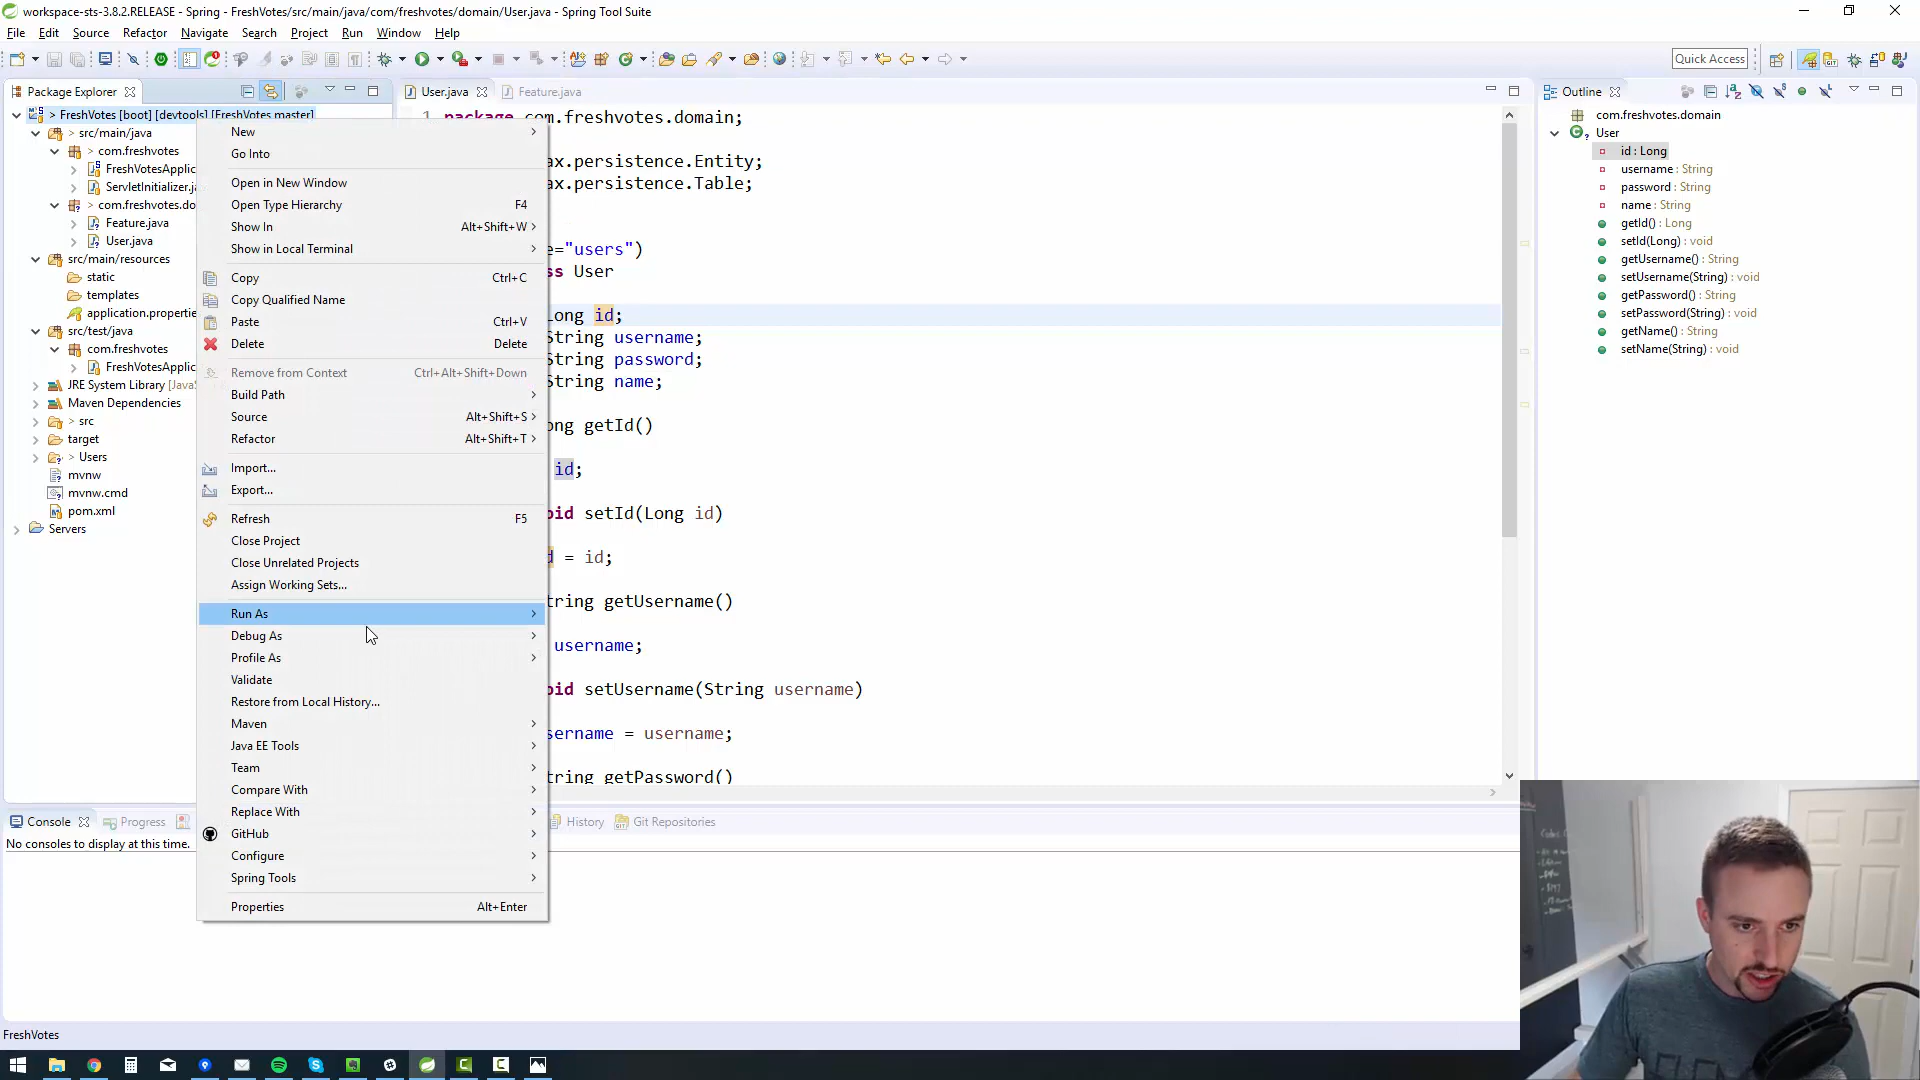 workspace-sts-3.8.2.RELEASE - Spring - FreshVotes/src/main/java/com/freshvotes/domain/User.java - Spring Tool Suite
File Edit Source Refactor Navigate Search Project Run Window Help
Quick Access
Package Explorer
> FreshVotes [boot] [devtools] [FreshVotes master]
> src/main/java
> com.freshvotes
FreshVotesApplic
ServletInitializer.ja
> com.freshvotes.do
Feature.java
User.java
src/main/resources
static
templates
application.propertie
src/test/java
com.freshvotes
FreshVotesApplic
JRE System Library [JavaS
Maven Dependencies
> src
target
> Users
mvnw
mvnw.cmd
pom.xml
Servers
New
Go Into
Open in New Window
Open Type Hierarchy F4
Show In Alt+Shift+W
Show in Local Terminal
Copy Ctrl+C
Copy Qualified Name
Paste Ctrl+V
Delete Delete
Remove from Context Ctrl+Alt+Shift+Down
Build Path
Source Alt+Shift+S
Refactor Alt+Shift+T
Import...
Export...
Refresh F5
Close Project
Close Unrelated Projects
Assign Working Sets...
Run As
Debug As
Profile As
Validate
Restore from Local History...
Maven
Java EE Tools
Team
Compare With
Replace With
GitHub
Configure
Spring Tools
Properties Alt+Enter
User.java Feature.java
1 package com.freshvotes.domain;
ax.persistence.Entity;
ax.persistence.Table;
e="users")
ss User
Long id;
String username;
String password;
String name;
ong getId()
id;
oid setId(Long id)
d = id;
tring getUsername()
username;
oid setUsername(String username)
sername = username;
tring getPassword()
Outline
com.freshvotes.domain
User
id : Long
username : String
password : String
name : String
getId() : Long
setId(Long) : void
getUsername() : String
setUsername(String) : void
getPassword() : String
setPassword(String) : void
getName() : String
setName(String) : void
Console Progress History Git Repositories
No consoles to display at this time.
FreshVotes